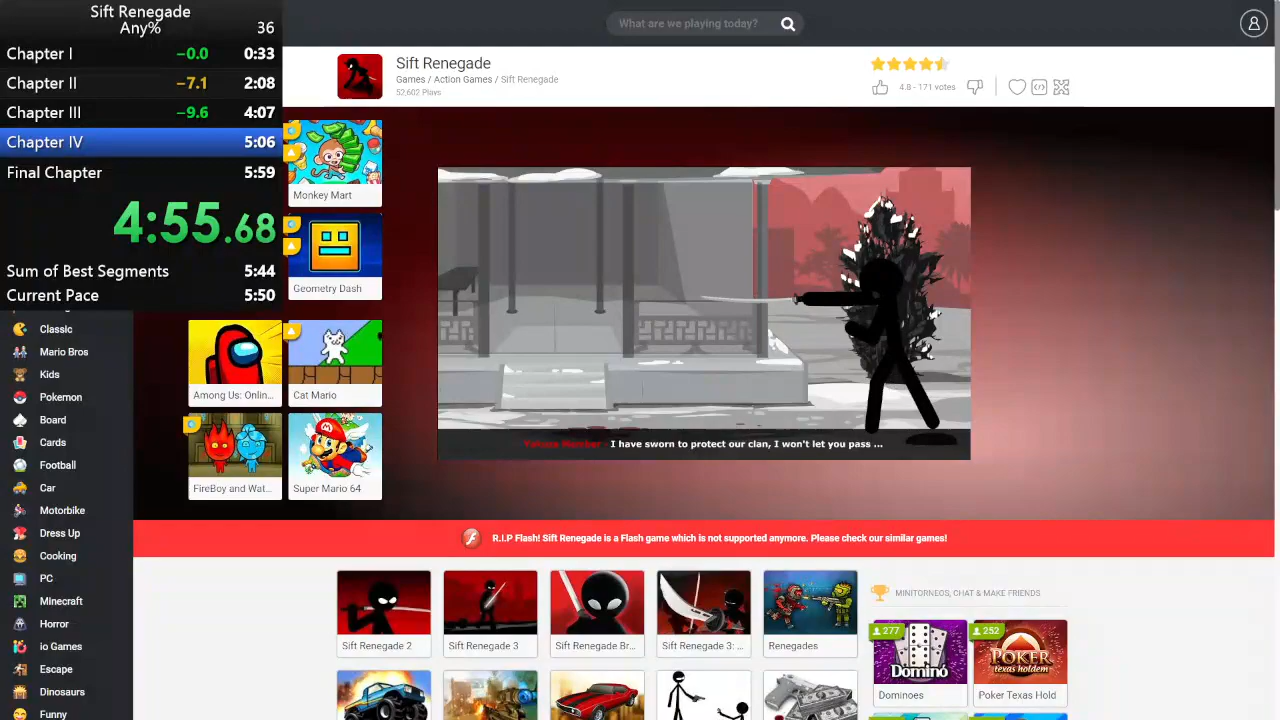 Sift Renegade
Any%
36
Chapter I −0.0 0:33
Chapter II −7.1 2:08
Chapter III −9.6 4:07
Chapter IV 5:06
Final Chapter 5:59
4:55.68
Sum of Best Segments 5:44
Current Pace 5:50
What are we playing today?
Sift Renegade
Games / Action Games / Sift Renegade
52,602 Plays
4.8 - 171 votes
Monkey Mart
Geometry Dash
Among Us: Onlin...
Cat Mario
FireBoy and Wat...
Super Mario 64
Classic
Mario Bros
Kids
Pokemon
Board
Cards
Football
Car
Motorbike
Dress Up
Cooking
PC
Minecraft
Horror
io Games
Escape
Dinosaurs
Funny
- I have sworn to protect our clan, I won't let you pass ...
R.I.P Flash! Sift Renegade is a Flash game which is not supported anymore. Please check our similar games!
Sift Renegade 2
Sift Renegade 3
Sift Renegade Br...
Sift Renegade 3: ...
Renegades
MINITORNEOS, CHAT & MAKE FRIENDS
277
Domino
Dominoes
252
POKER
texas holdem
Poker Texas Hold